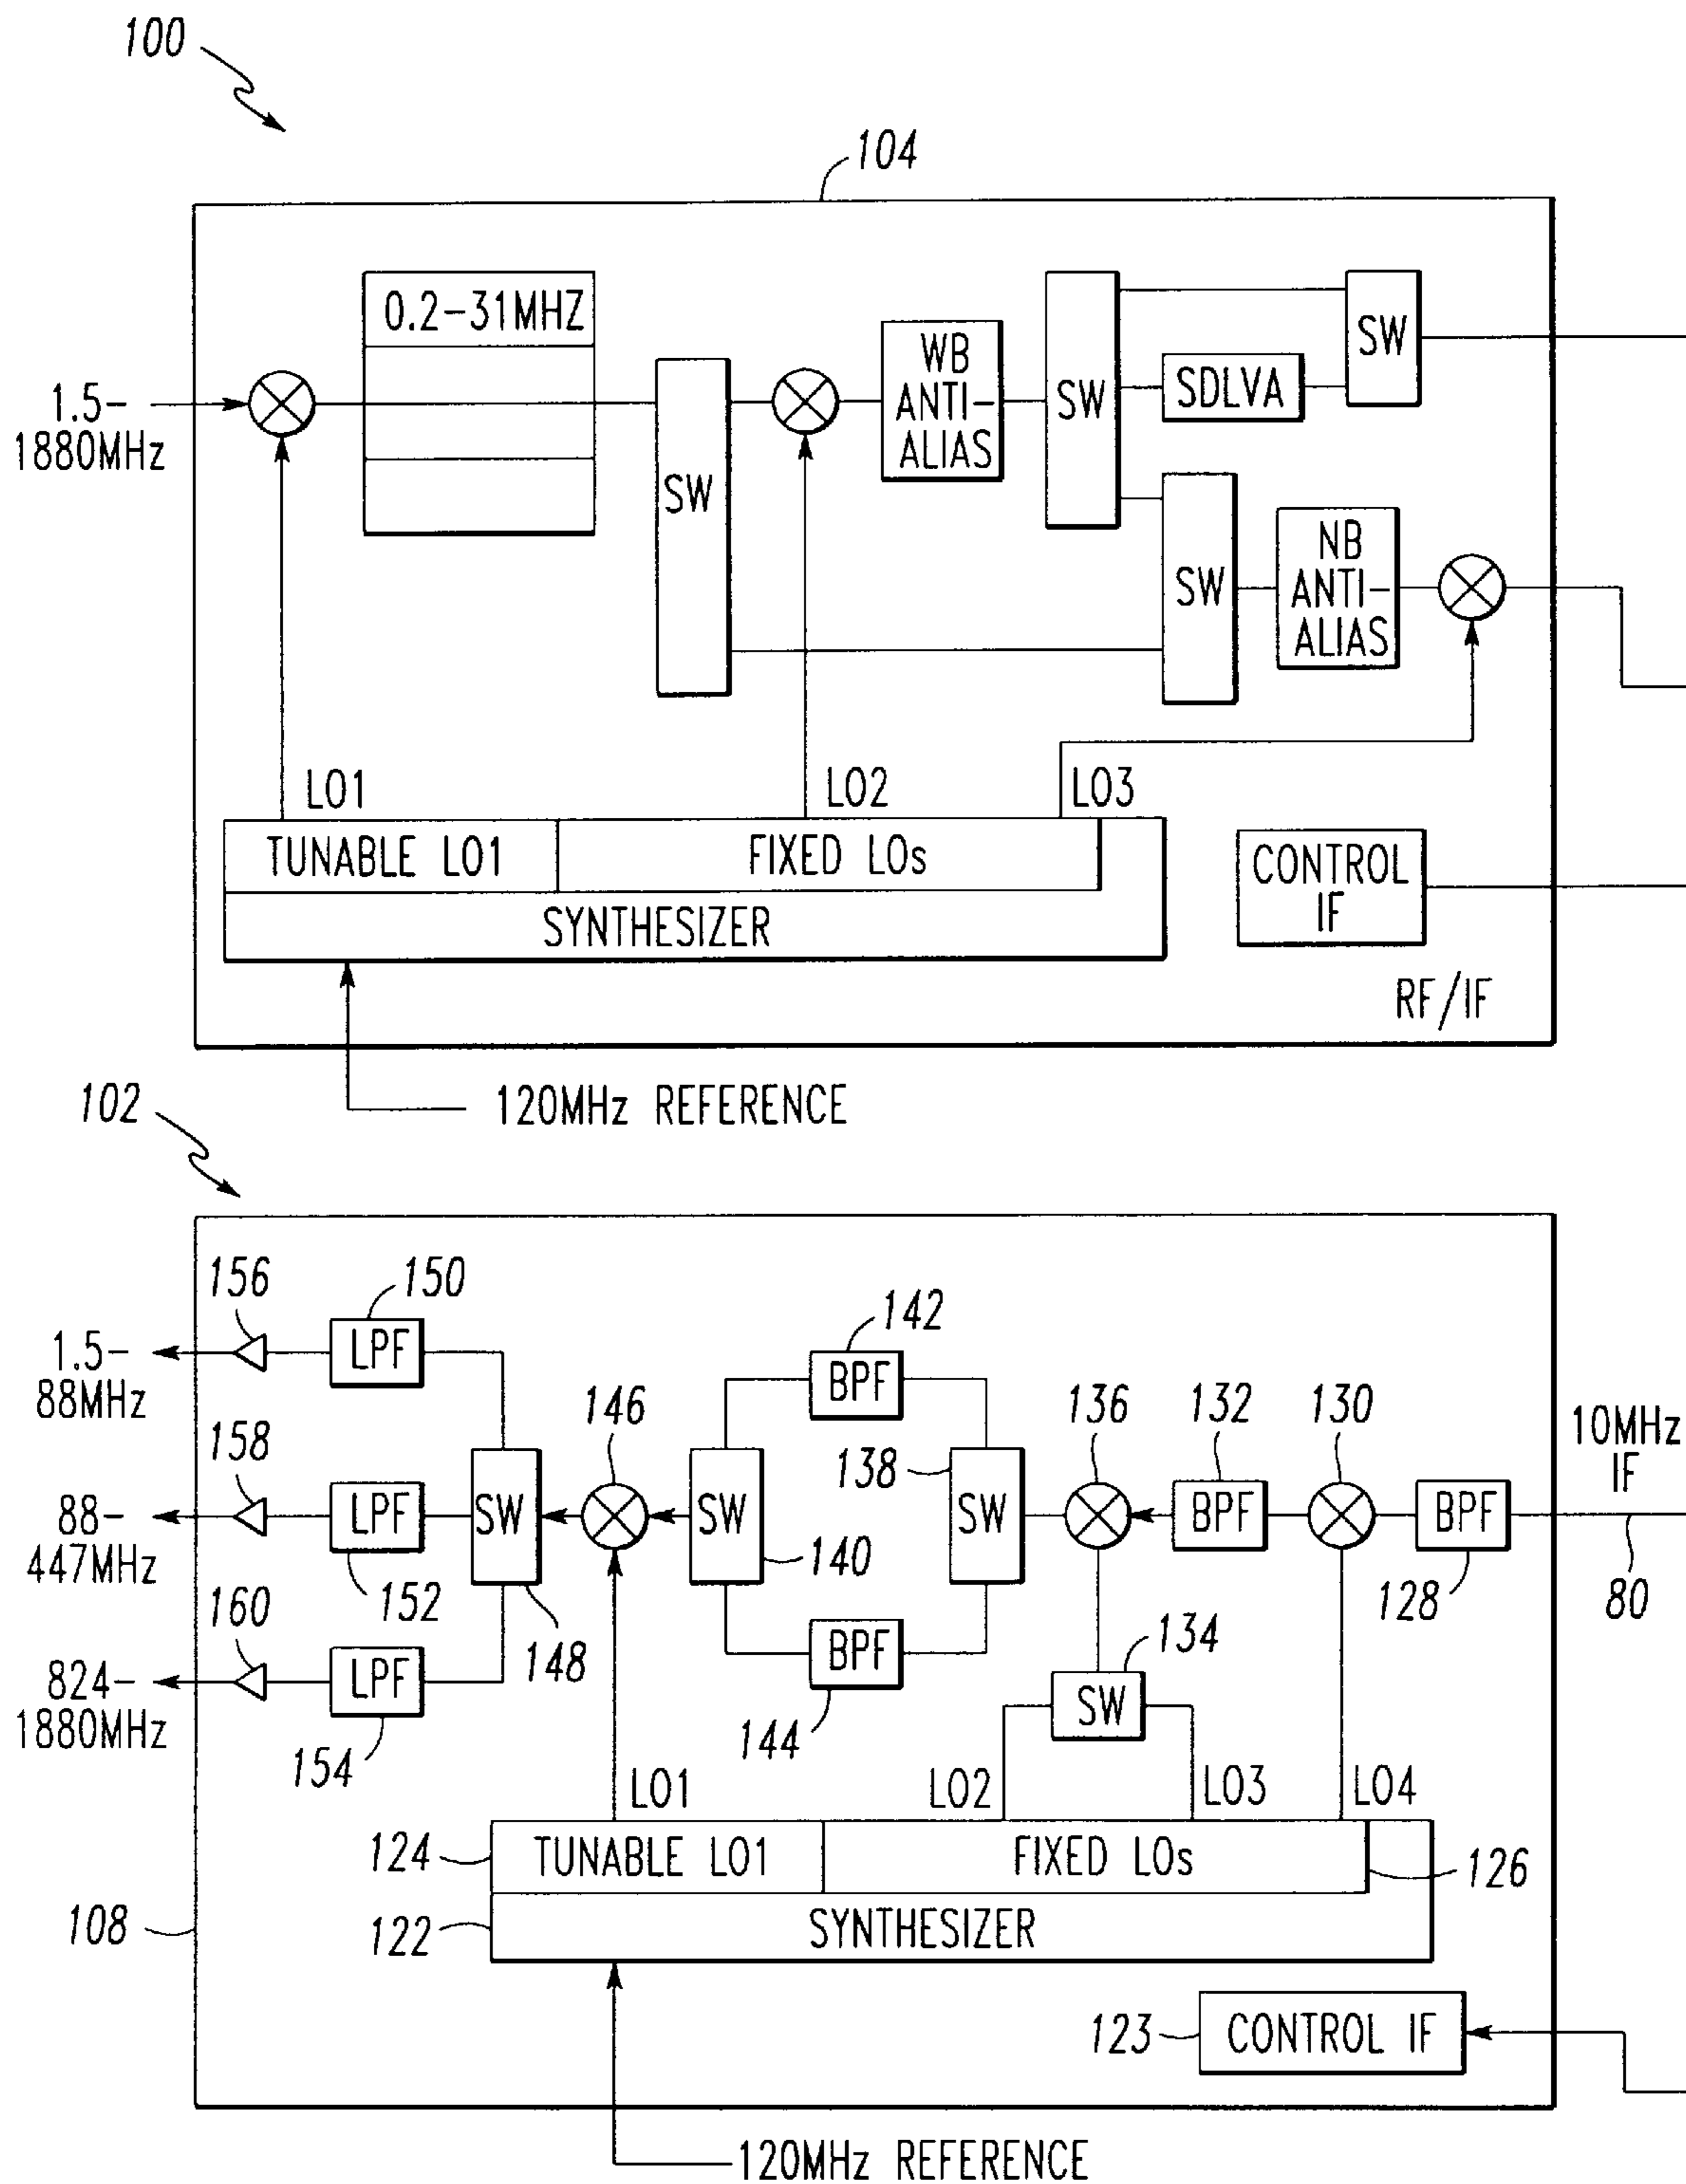 100
104
0.2-31MHZ
1.5-
1880MHz
SW
WB
ANTI-
ALIAS
SW
SDLVA
SW
SW
NB
ANTI-
ALIAS
LO1
LO2
LO3
TUNABLE LO1
FIXED LOs
SYNTHESIZER
CONTROL
IF
RF/IF
120MHz REFERENCE
102
156
150
LPF
1.5-
88MHz
142
BPF
146
138
136
132
130
10MHz
IF
158
88-
447MHz
LPF
152
SW
148
SW
140
SW
BPF
BPF
128
80
160
824-
1880MHz
LPF
154
BPF
144
134
SW
LO1
LO2
LO3
LO4
124
TUNABLE LO1
FIXED LOs
126
108
122
SYNTHESIZER
123
CONTROL IF
120MHz REFERENCE